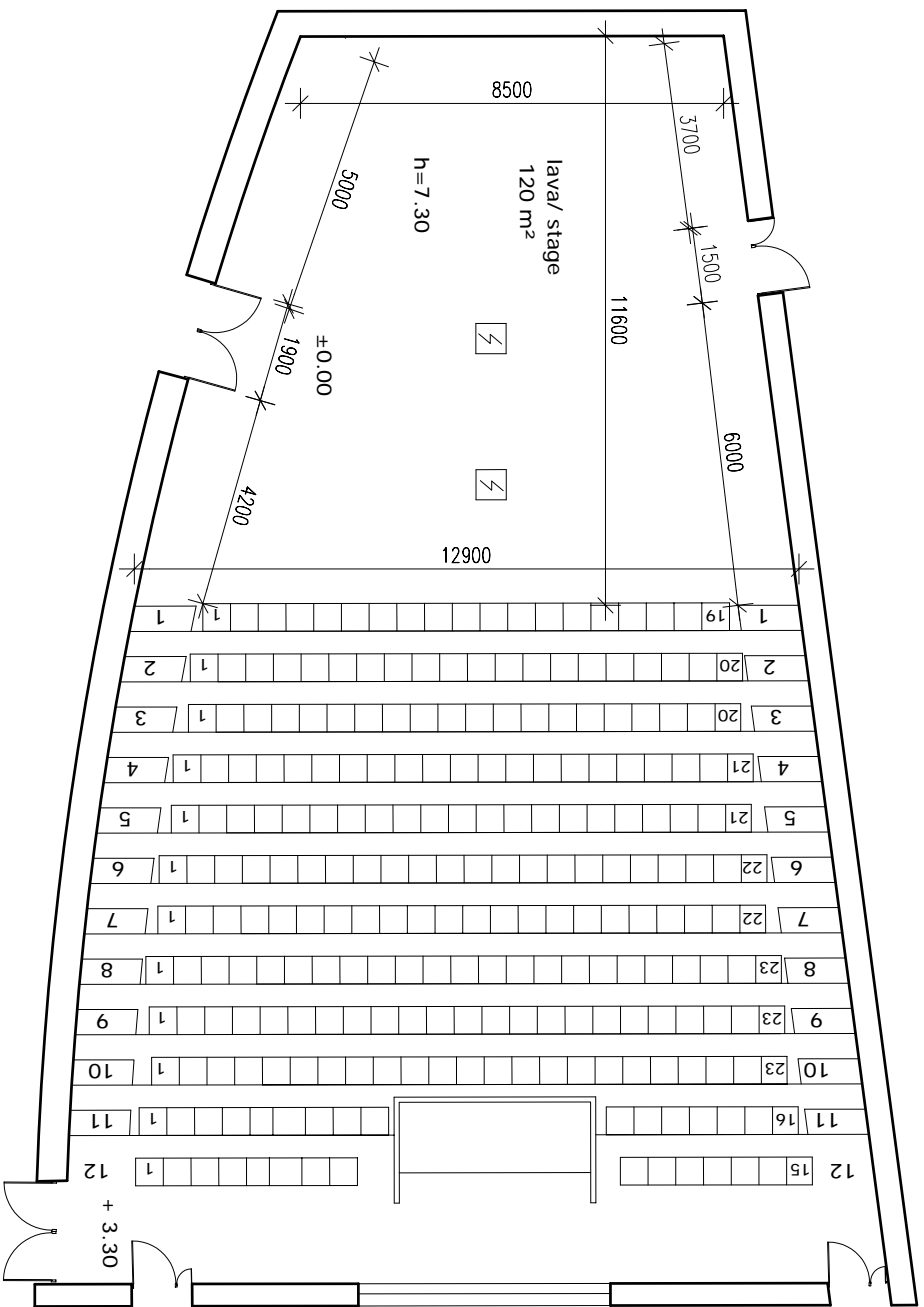 8500
3700
lava/ stage
120 m²
h=7.30
5000
1500
11600
±0.00
1900
6000
4200
12900
1 1 19 1
2 1 20 2
3 1 20 3
4 1 21 4
5 1 21 5
6 1 22 6
7 1 22 7
8 1 23 8
9 1 23 9
10 1 23 10
11 1 16 11
12 1 15 12
+ 3.30